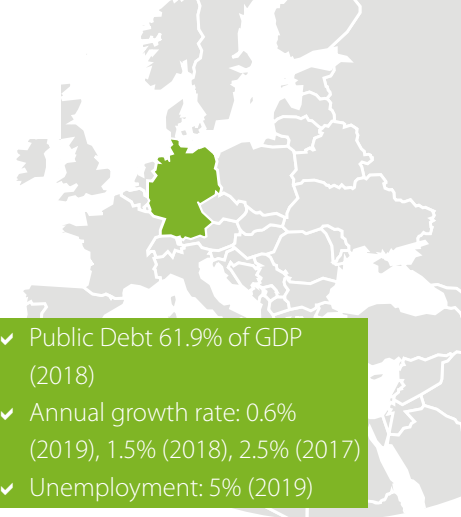 Public Debt 61.9% of GDP
(2018)
Annual growth rate: 0.6%
(2019), 1.5% (2018), 2.5% (2017)
Unemployment: 5% (2019)